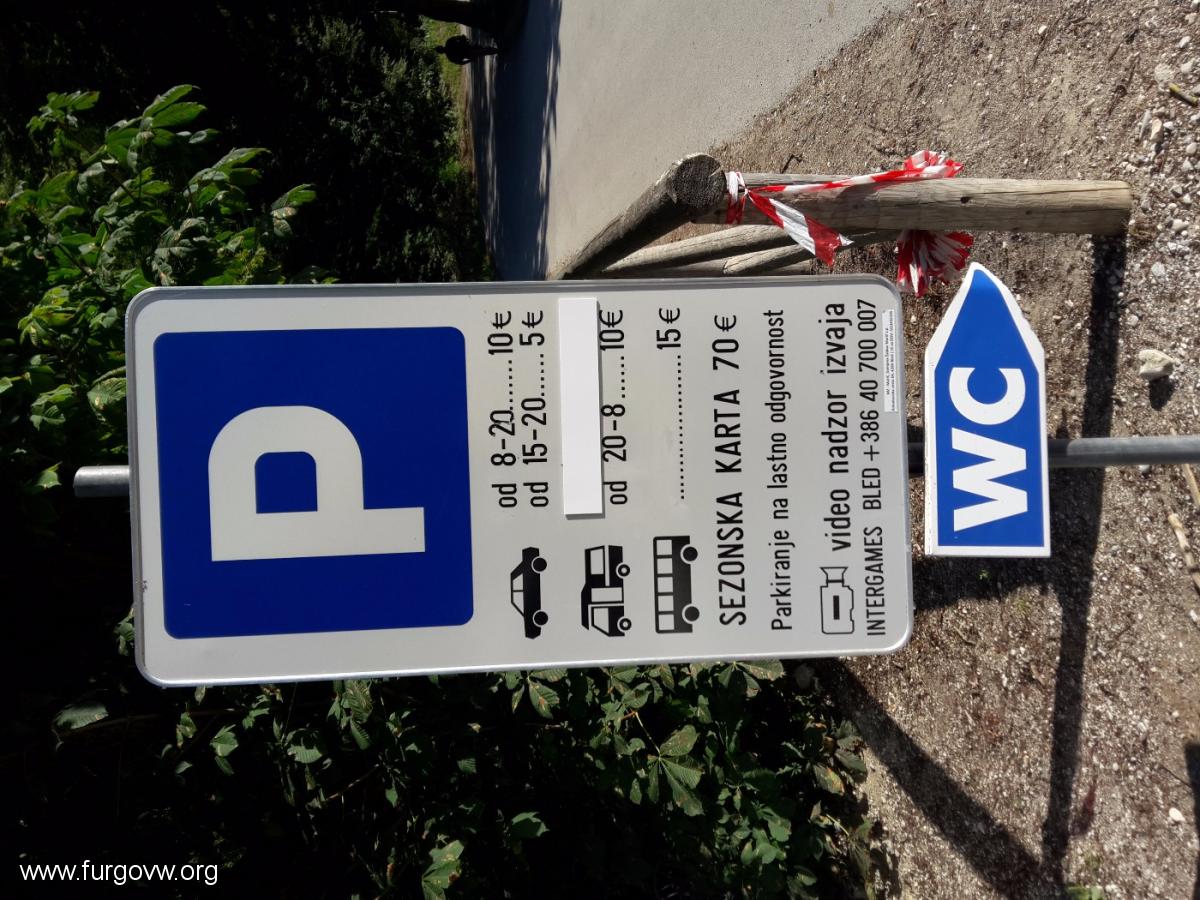 P
od 8-20......... 10€
od 15-20...... 5€
od 20-8 ...... 10€
........................ 15€
SEZONSKA KARTA 70€
Parkiranje na lastno odgovornost
video nadzor izvaja
INTERGAMES BLED +386 40 700 007
WC
www.furgovw.org